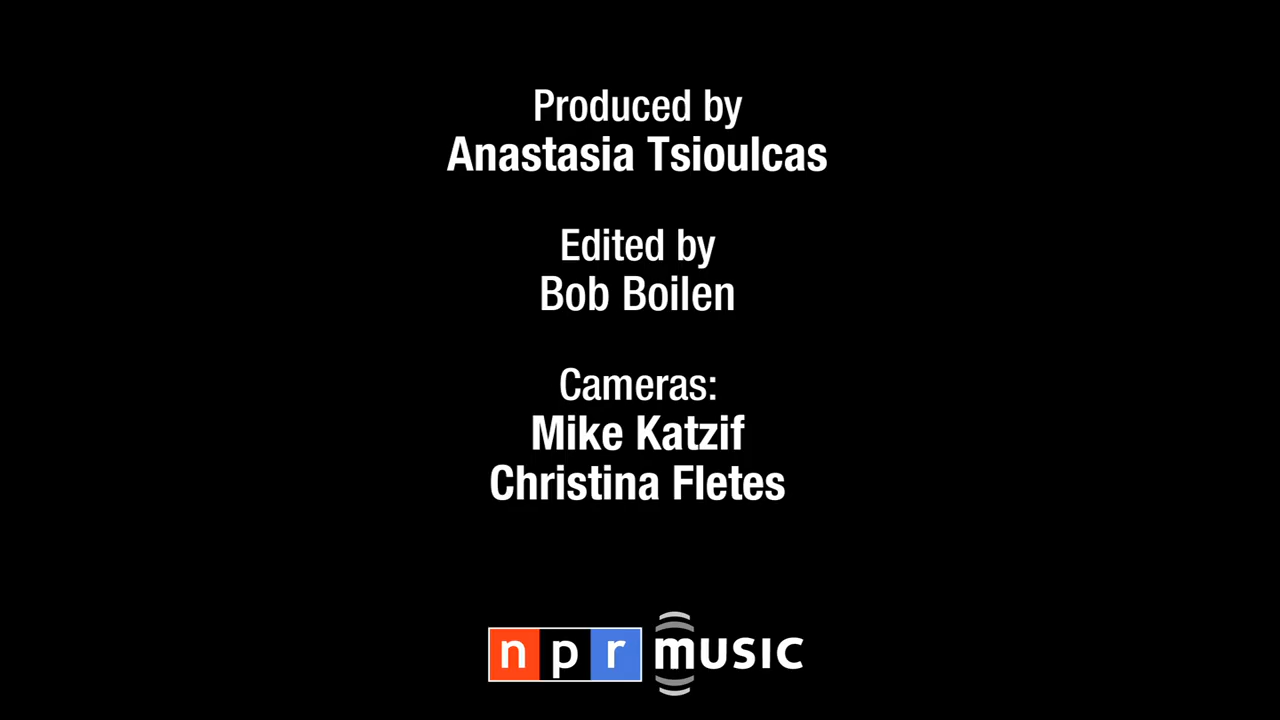 Produced by
Anastasia Tsioulcas
Edited by
Bob Boilen
Cameras:
Mike Katzif
Christina Fletes
npr music